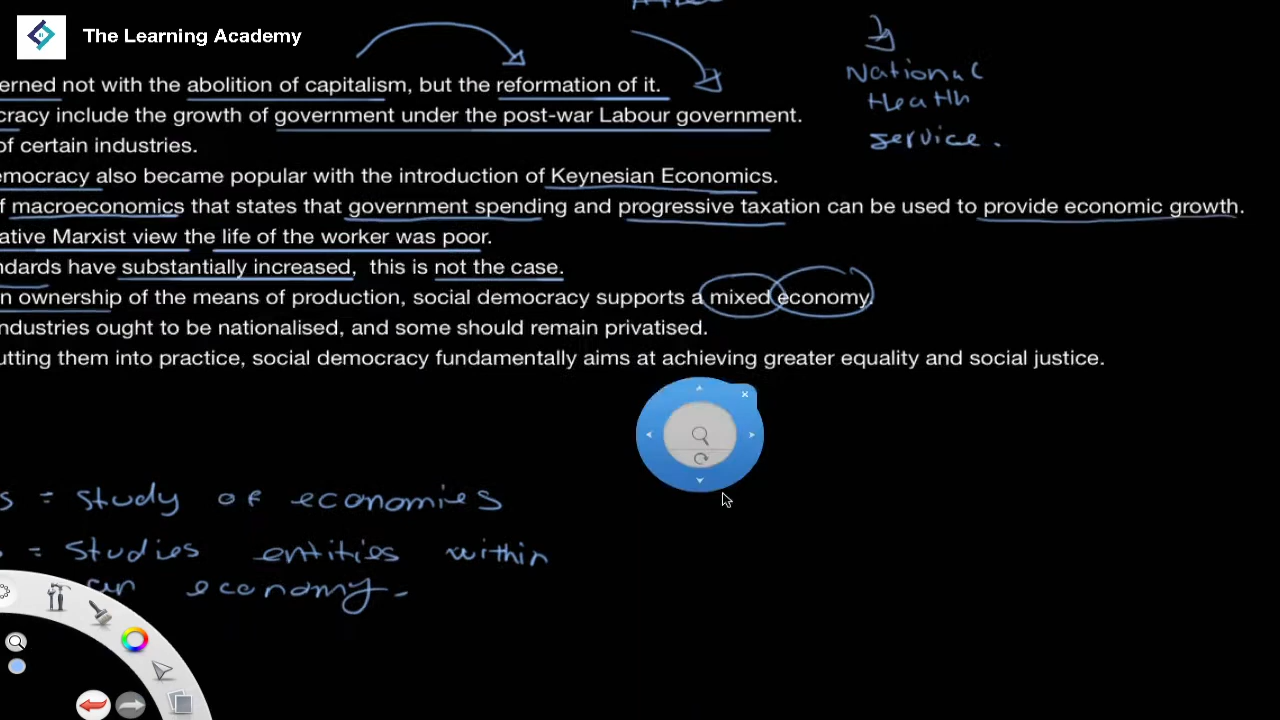 The Learning Academy
erned not with the abolition of capitalism, but the reformation of it.
cracy include the growth of government under the post-war Labour government.
of certain industries.
emocracy also became popular with the introduction of Keynesian Economics.
f macroeconomics that states that government spending and progressive taxation can be used to provide economic growth.
ative Marxist view the life of the worker was poor.
ndards have substantially increased, this is not the case.
n ownership of the means of production, social democracy supports a mixed economy.
ndustries ought to be nationalised, and some should remain privatised.
utting them into practice, social democracy fundamentally aims at achieving greater equality and social justice.
National
Health
service.
s = study of economies
= studies entities within
an economy.